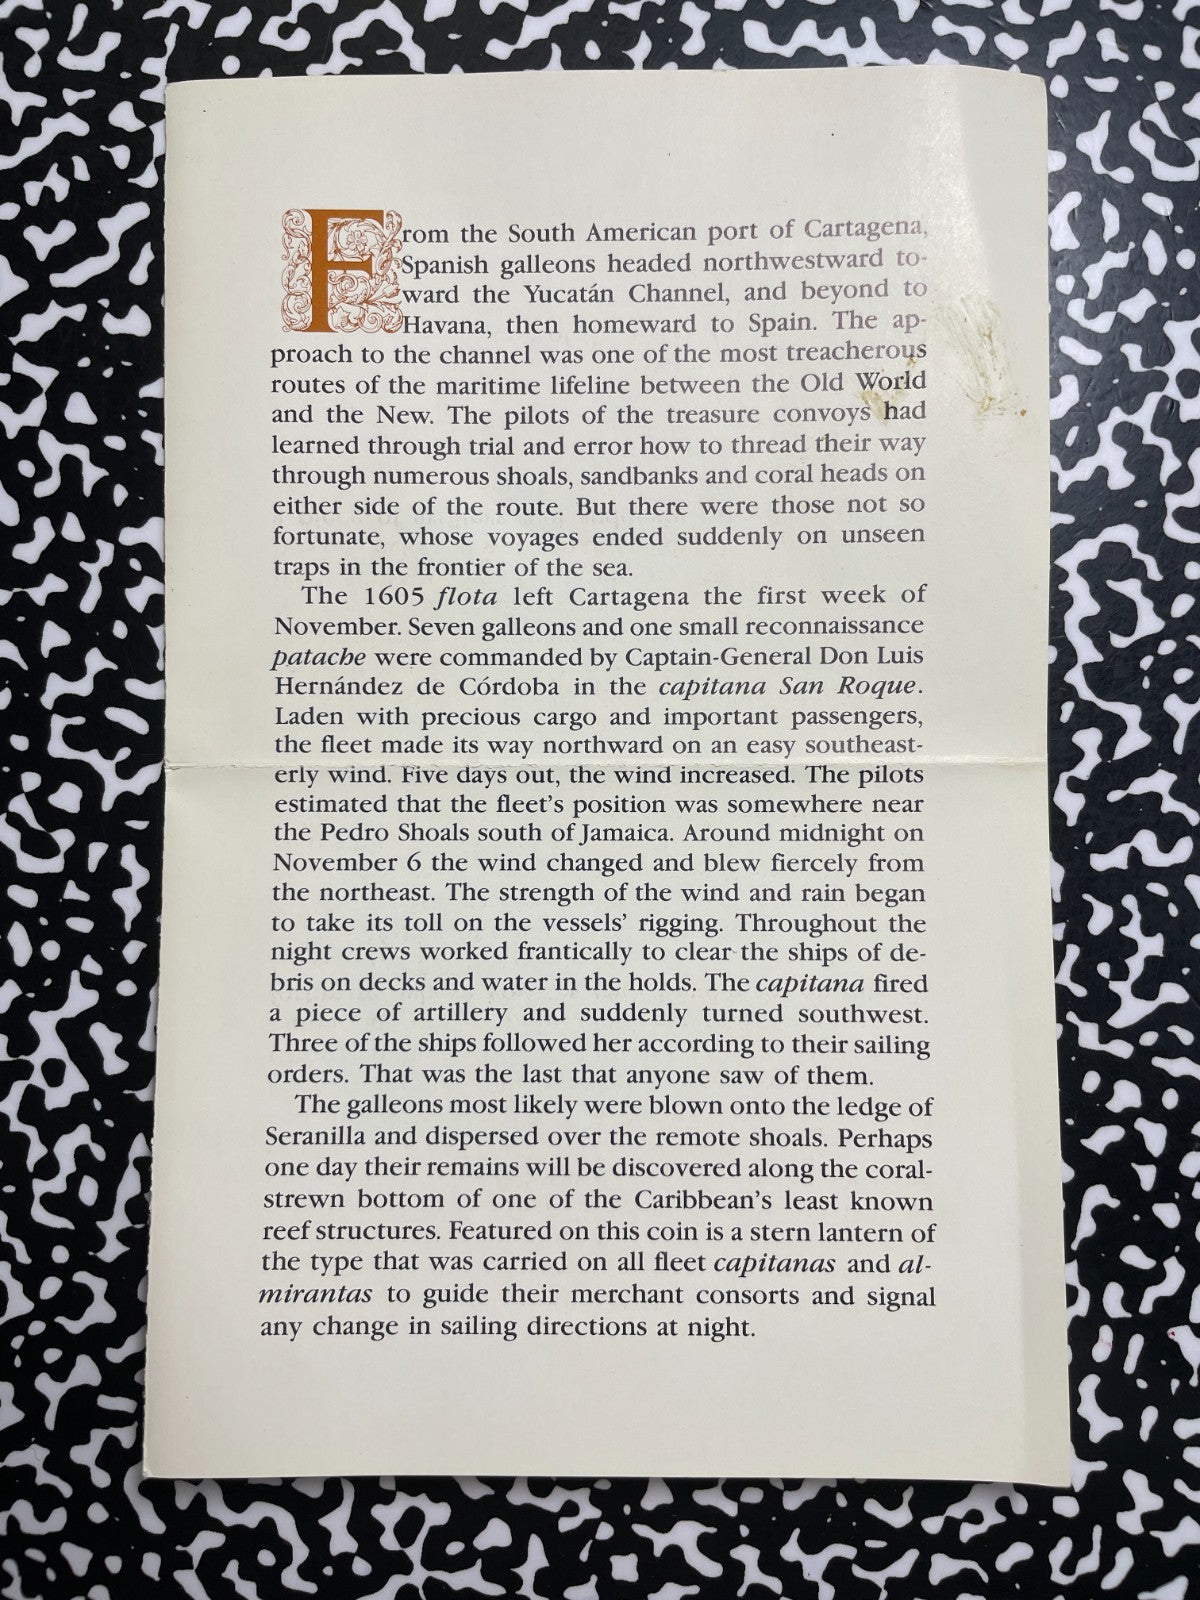 From the South American port of Cartagena,
Spanish galleons headed northwestward to-
ward the Yucatán Channel, and beyond to
Havana, then homeward to Spain. The ap-
proach to the channel was one of the most treacherous
routes of the maritime lifeline between the Old World
and the New. The pilots of the treasure convoys had
learned through trial and error how to thread their way
through numerous shoals, sandbanks and coral heads on
either side of the route. But there were those not so
fortunate, whose voyages ended suddenly on unseen
traps in the frontier of the sea.
The 1605 flota left Cartagena the first week of
November. Seven galleons and one small reconnaissance
patache were commanded by Captain-General Don Luis
Hernández de Córdoba in the capitana San Roque.
Laden with precious cargo and important passengers,
the fleet made its way northward on an easy southeast-
erly wind. Five days out, the wind increased. The pilots
estimated that the fleet's position was somewhere near
the Pedro Shoals south of Jamaica. Around midnight on
November 6 the wind changed and blew fiercely from
the northeast. The strength of the wind and rain began
to take its toll on the vessels' rigging. Throughout the
night crews worked frantically to clear the ships of de-
bris on decks and water in the holds. The capitana fired
a piece of artillery and suddenly turned southwest.
Three of the ships followed her according to their sailing
orders. That was the last that anyone saw of them.
The galleons most likely were blown onto the ledge of
Seranilla and dispersed over the remote shoals. Perhaps
one day their remains will be discovered along the coral-
strewn bottom of one of the Caribbean's least known
reef structures. Featured on this coin is a stern lantern of
the type that was carried on all fleet capitanas and al-
mirantas to guide their merchant consorts and signal
any change in sailing directions at night.